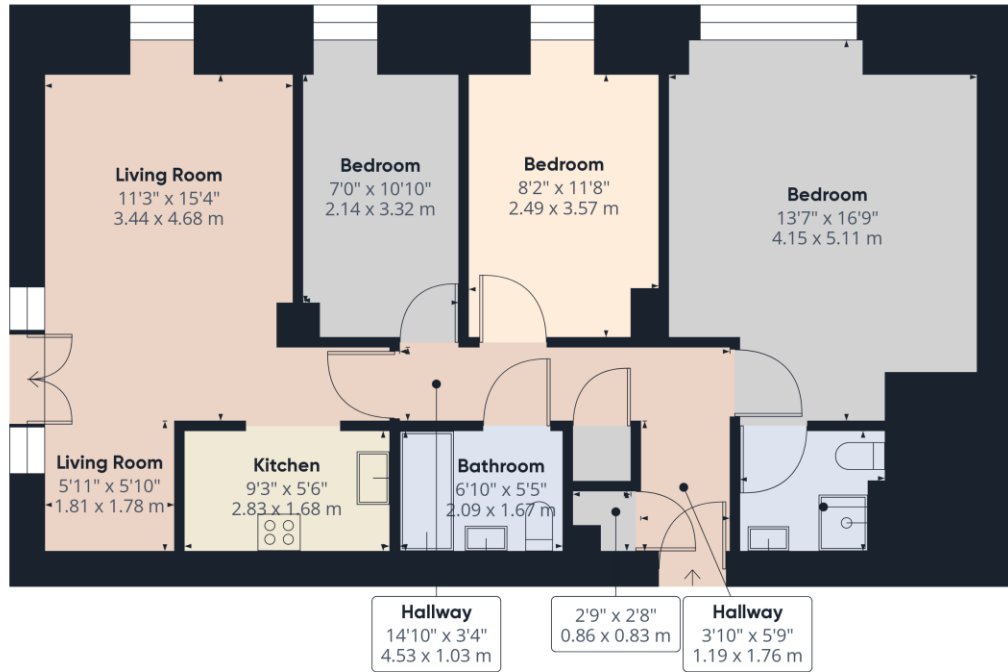 Living Room
11'3" x 15'4"
3.44 x 4.68 m
Bedroom
7'0" x 10'10"
2.14 x 3.32 m
Bedroom
8'2" x 11'8"
2.49 x 3.57 m
Bedroom
13'7" x 16'9"
4.15 x 5.11 m
Living Room
5'11" x 5'10"
1.81 x 1.78 m
Kitchen
9'3" x 5'6"
2.83 x 1.68 m
Bathroom
6'10" x 5'5"
2.09 x 1.67 m
Hallway
14'10" x 3'4"
4.53 x 1.03 m
2'9" x 2'8"
0.86 x 0.83 m
Hallway
3'10" x 5'9"
1.19 x 1.76 m